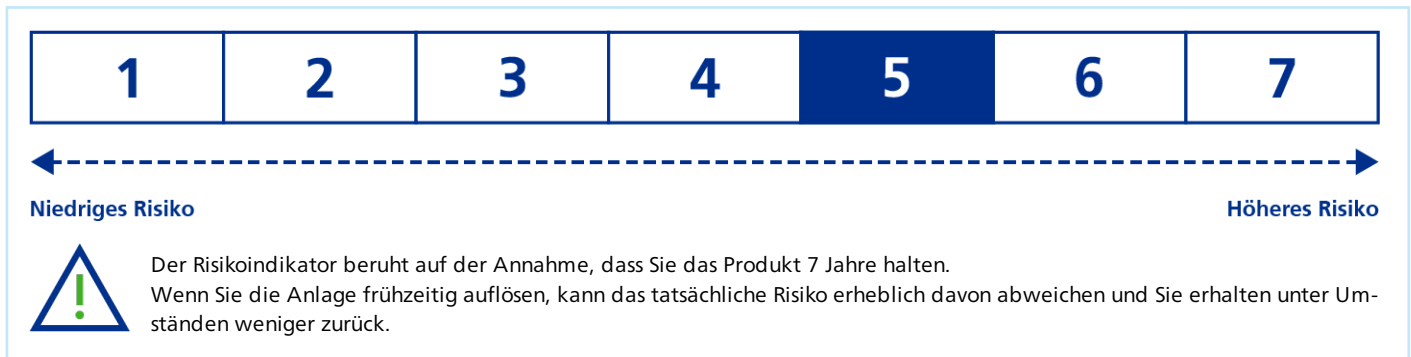 1 2 3 4 5 6 7
Niedriges Risiko Höheres Risiko
Der Risikoindikator beruht auf der Annahme, dass Sie das Produkt 7 Jahre halten.
Wenn Sie die Anlage frühzeitig auflösen, kann das tatsächliche Risiko erheblich davon abweichen und Sie erhalten unter Um-
ständen weniger zurück.